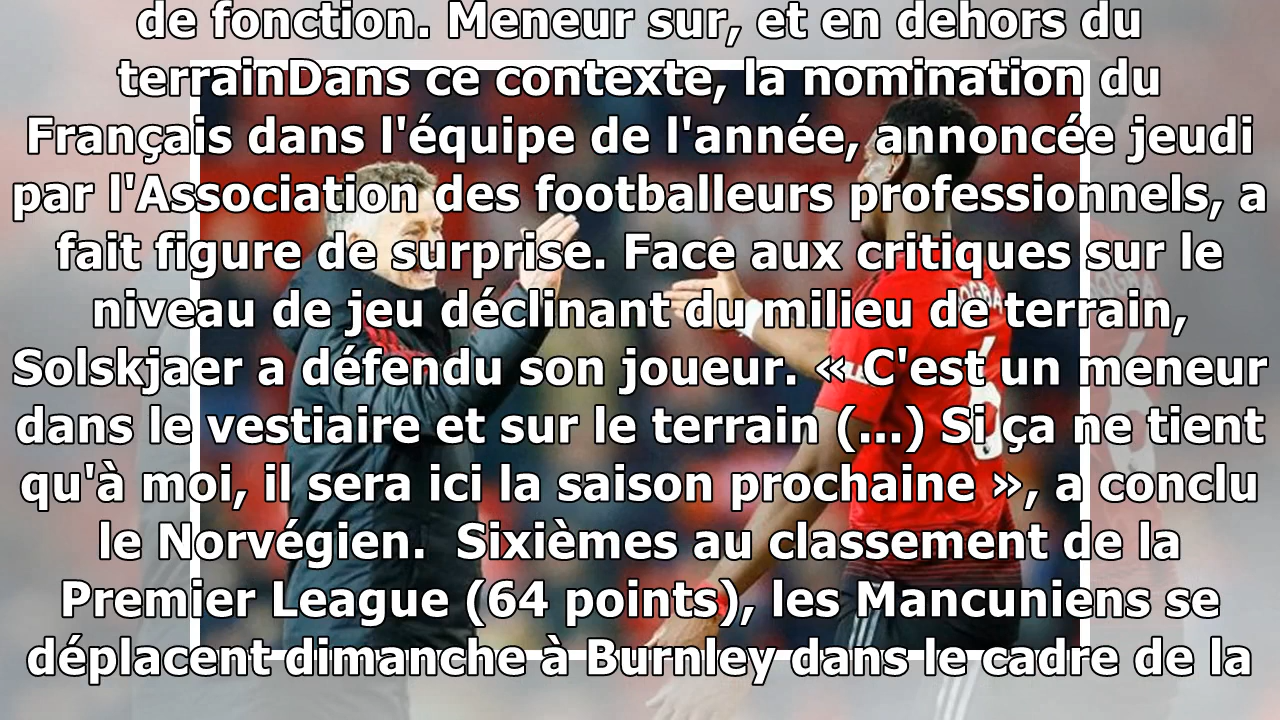 de fonction. Meneur sur, et en dehors du
terrainDans ce contexte, la nomination du
Français dans l'équipe de l'année, annoncée jeudi
par l'Association des footballeurs professionnels, a
fait figure de surprise. Face aux critiques sur le
niveau de jeu déclinant du milieu de terrain,
Solskjaer a défendu son joueur. « C'est un meneur
dans le vestiaire et sur le terrain (...) Si ça ne tient
qu'à moi, il sera ici la saison prochaine », a conclu
le Norvégien.  Sixièmes au classement de la
Premier League (64 points), les Mancuniens se
déplacent dimanche à Burnley dans le cadre de la
6